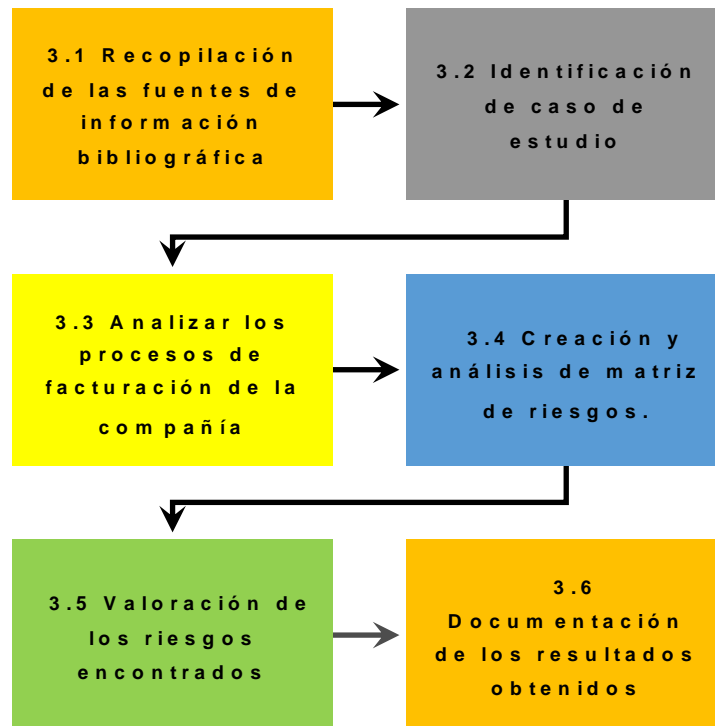 3.1 Recopilación
de las fuentes de
información
bibliográfica
3.2 Identificación
de caso de
estudio
3.3 Analizar los
procesos de
facturación de la
compañía
3.4 Creación y
análisis de matriz
de riesgos.
3.5 Valoración de
los riesgos
encontrados
3.6
Documentación
de los resultados
obtenidos